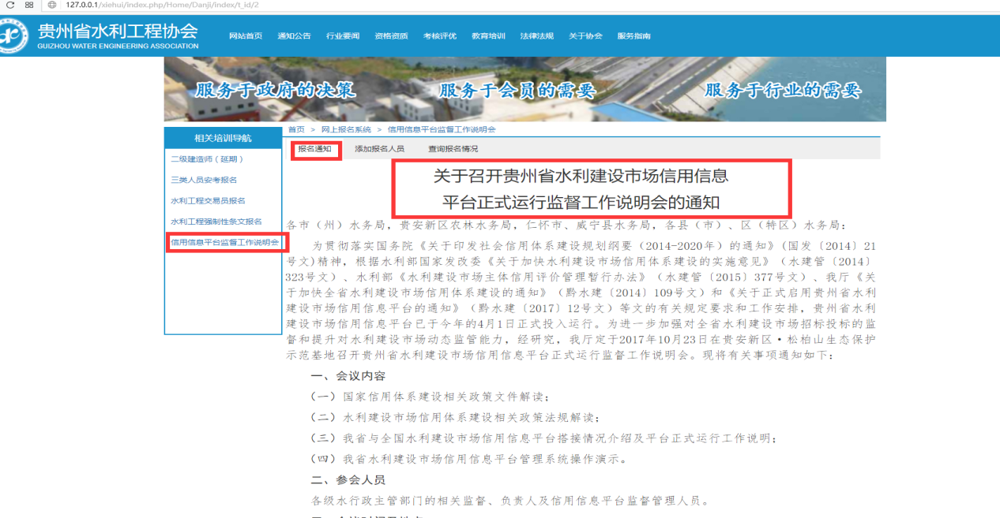 127.0.0.1/xiehui/index.php/Home/Danji/index/t_id/2
贵州省水利工程协会
GUIZHOU WATER ENGINEERING ASSOCIATION
网站首页 通知公告 行业要闻 资格资质 考核评优 教育培训 法律法规 关于协会 服务指南
服务于政府的决策 服务于会员的需要 服务于行业的需要
首页 > 网上报名系统 > 信用信息平台监督工作说明会
相关培训导航
二级建造师（延期）
三类人员安考报名
水利工程交易员报名
水利工程强制性条文报名
信用信息平台监督工作说明会
报名通知 添加报名人员 查询报名情况
关于召开贵州省水利建设市场信用信息
平台正式运行监督工作说明会的通知
各市（州）水务局，贵安新区农林水务局，仁怀市、威宁县水务局，各县（市）、区（特区）水务局：
为贯彻落实国务院《关于印发社会信用体系建设规划纲要（2014-2020年）的通知》(国发〔2014〕21
号文)精神，根据水利部国家发改委《关于加快水利建设市场信用体系建设的实施意见》（水建管〔2014〕
323号文）、水利部《水利建设市场主体信用评价管理暂行办法》（水建管〔2015〕377号文）、我厅《关
于加快全省水利建设市场信用体系建设的通知》（黔水建〔2014〕109号文）和《关于正式启用贵州省水利
建设市场信用信息平台的通知》（黔水建〔2017〕12号文）等文的有关规定要求和工作安排，贵州省水利
建设市场信用信息平台已于今年的4月1日正式投入运行。为进一步加强对全省水利建设市场招标投标的监
督和提升对水利建设市场动态监管能力，经研究，我厅定于2017年10月23日在贵安新区•松柏山生态保护
示范基地召开贵州省水利建设市场信用信息平台正式运行监督工作说明会。现将有关事项通知如下：
一、会议内容
（一）国家信用体系建设相关政策文件解读；
（二）水利建设市场信用体系建设相关政策法规解读；
（三）我省与全国水利建设市场信用信息平台搭接情况介绍及平台正式运行工作说明；
（四）我省水利建设市场信用信息平台管理系统操作演示。
二、参会人员
各级水行政主管部门的相关监督、负责人及信用信息平台监督管理人员。